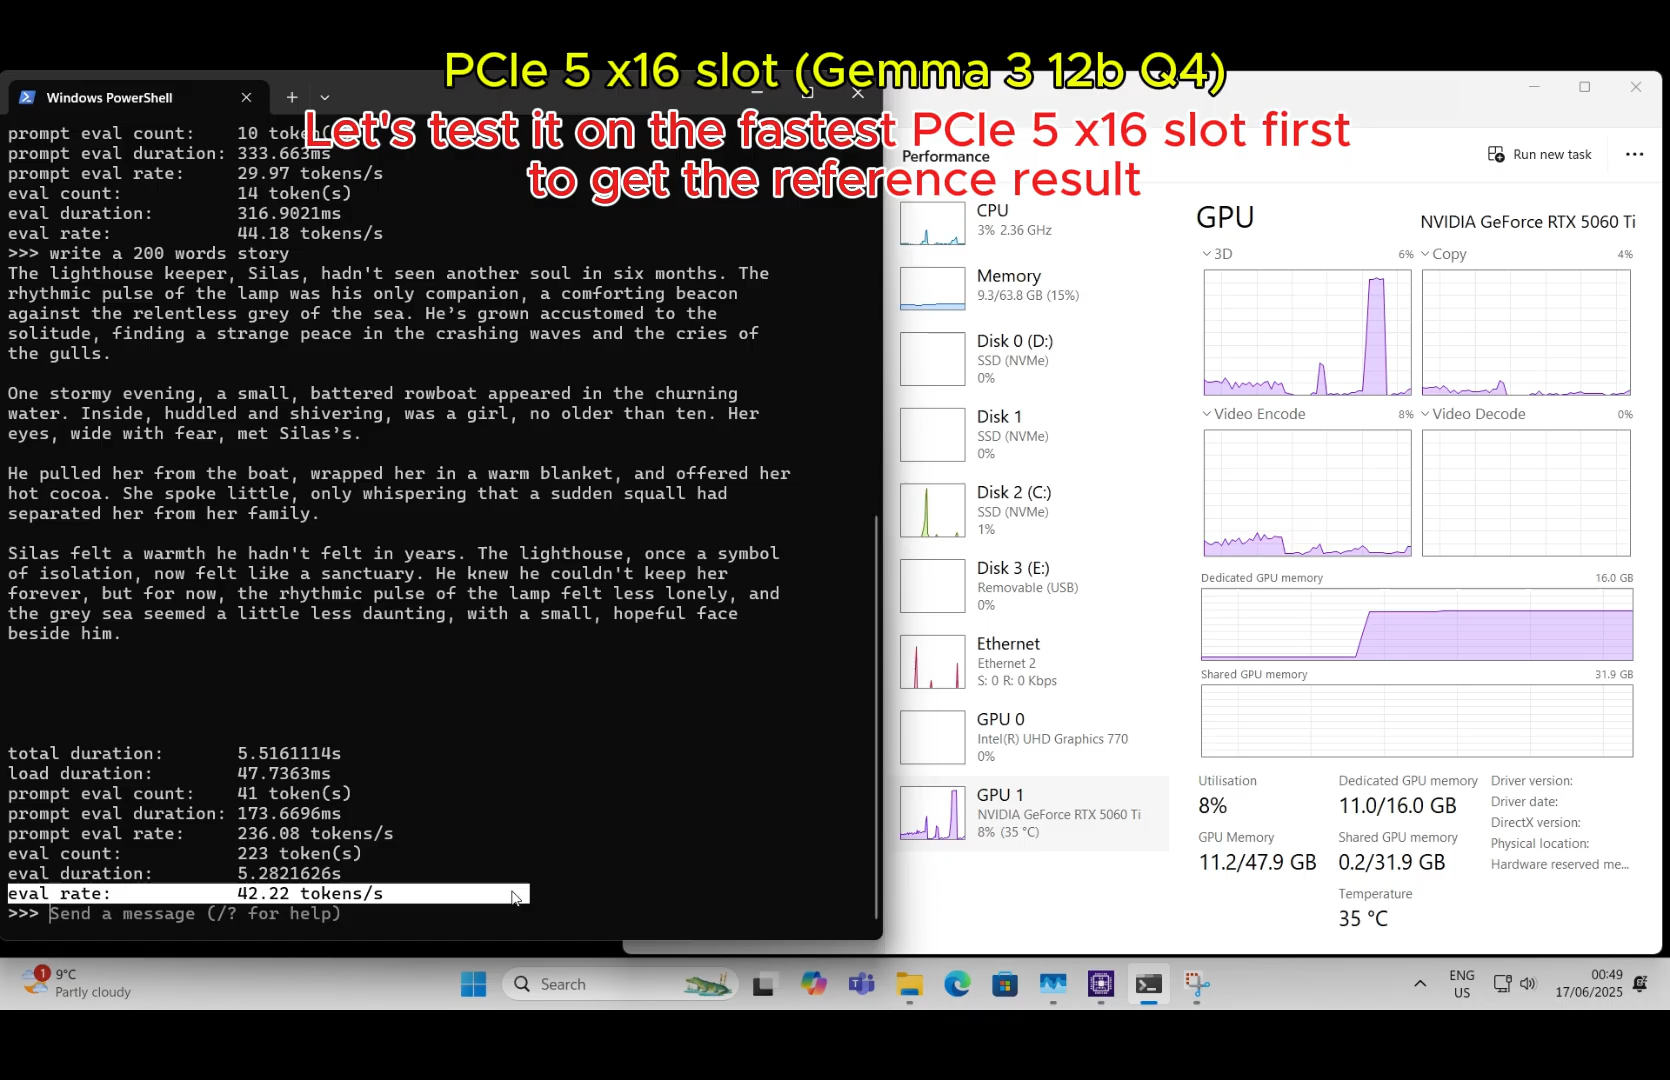 PCIe 5 x16 slot (Gemma 3 12b Q4)
Let's test it on the fastest PCIe 5 x16 slot first
to get the reference result
Windows PowerShell
prompt eval count: 10 token(s)
prompt eval duration: 333.663ms
prompt eval rate: 29.97 tokens/s
eval count: 14 token(s)
eval duration: 316.9021ms
eval rate: 44.18 tokens/s
>>> write a 200 words story
The lighthouse keeper, Silas, hadn't seen another soul in six months. The
rhythmic pulse of the lamp was his only companion, a comforting beacon
against the relentless grey of the sea. He's grown accustomed to the
solitude, finding a strange peace in the crashing waves and the cries of
the gulls.
One stormy evening, a small, battered rowboat appeared in the churning
water. Inside, huddled and shivering, was a girl, no older than ten. Her
eyes, wide with fear, met Silas's.
He pulled her from the boat, wrapped her in a warm blanket, and offered her
hot cocoa. She spoke little, only whispering that a sudden squall had
separated her from her family.
Silas felt a warmth he hadn't felt in years. The lighthouse, once a symbol
of isolation, now felt like a sanctuary. He knew he couldn't keep her
forever, but for now, the rhythmic pulse of the lamp felt less lonely, and
the grey sea seemed a little less daunting, with a small, hopeful face
beside him.
total duration: 5.5161114s
load duration: 47.7363ms
prompt eval count: 41 token(s)
prompt eval duration: 173.6696ms
prompt eval rate: 236.08 tokens/s
eval count: 223 token(s)
eval duration: 5.2821626s
eval rate: 42.22 tokens/s
>>> Send a message (/? for help)
Performance
Run new task
CPU
3% 2.36 GHz
Memory
9.3/63.8 GB (15%)
Disk 0 (D:)
SSD (NVMe)
0%
Disk 1
SSD (NVMe)
0%
Disk 2 (C:)
SSD (NVMe)
1%
Disk 3 (E:)
Removable (USB)
0%
Ethernet
Ethernet 2
S: 0 R: 0 Kbps
GPU 0
Intel(R) UHD Graphics 770
0%
GPU 1
NVIDIA GeForce RTX 5060 Ti
8% (35 °C)
GPU NVIDIA GeForce RTX 5060 Ti
3D 6% Copy 4%
Video Encode 8% Video Decode 0%
Dedicated GPU memory 16.0 GB
Shared GPU memory 31.9 GB
Utilisation
8%
GPU Memory
11.2/47.9 GB
Dedicated GPU memory
11.0/16.0 GB
Shared GPU memory
0.2/31.9 GB
Temperature
35 °C
Driver version:
Driver date:
DirectX version:
Physical location:
Hardware reserved me...
1
9°C
Partly cloudy
Search
ENG
US
00:49
17/06/2025